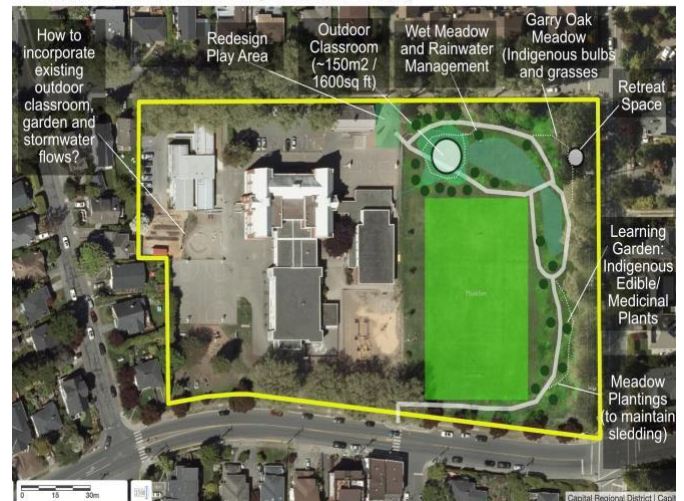 How to
incorporate
existing
outdoor
classroom,
garden and
stormwater
flows?
Redesign
Play Area
Outdoor
Classroom
(~150m2 /
1600sq ft)
Wet Meadow
and Rainwater
Management
Garry Oak
Meadow
(Indigenous bulbs
and grasses
Retreat
Space
Learning
Garden:
Indigenous
Edible/
Medicinal
Plants
Meadow
Plantings
(to maintain
sledding)
0 15 30m
Capital Regional District | Capit